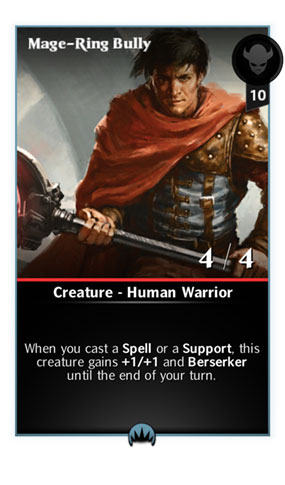 Mage-Ring Bully
10
4 / 4
Creature - Human Warrior
When you cast a Spell or a Support, this
creature gains +1/+1 and Berserker
until the end of your turn.